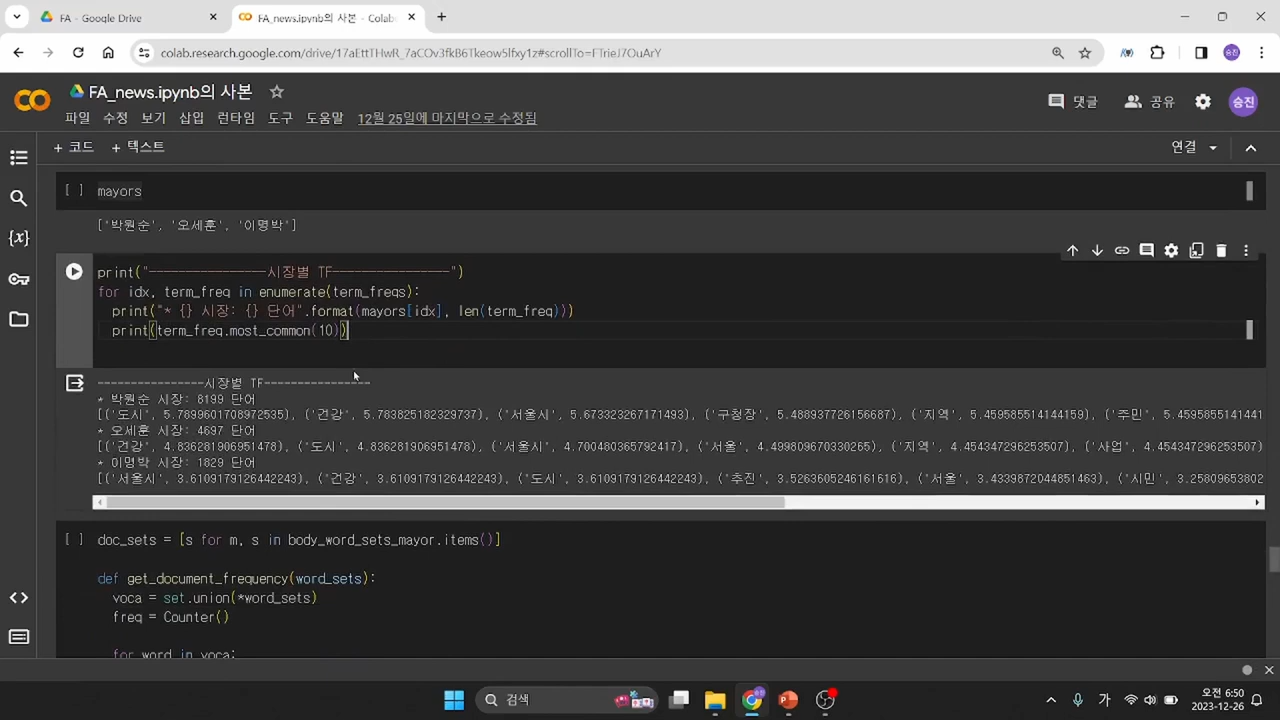 FA - Google Drive
FA_news.ipynb의 사본 - Colab
colab.research.google.com/drive/17aEttTHwR_7aCOv3fkB6Tkeow5lfxy1z#scrollTo=FTrieJ7OuArY
승진
FA_news.ipynb의 사본
댓글
공유
승진
파일 수정 보기 삽입 런타임 도구 도움말 12월 25일에 마지막으로 수정됨
+ 코드 + 텍스트
연결
[ ] mayors
['박원순', '오세훈', '이명박']
print("----------------시장별 TF----------------")
for idx, term_freq in enumerate(term_freqs):
print("* {} 시장: {} 단어".format(mayors[idx], len(term_freq)))
print(term_freq.most_common(10))
----------------시장별 TF----------------
* 박원순 시장: 8199 단어
[('도시', 5.7899601708972535), ('건강', 5.703825182329737), ('서울시', 5.673323267171493), ('구청장', 5.488937726156687), ('지역', 5.459585514144159), ('주민', 5.4595855141441
* 오세훈 시장: 4697 단어
[('건강', 4.836281906951478), ('도시', 4.836281906951478), ('서울시', 4.700480365792417), ('서울', 4.499809670330265), ('지역', 4.454347296253507), ('사업', 4.454347296253507)
* 이명박 시장: 1829 단어
[('서울시', 3.6109179126442243), ('건강', 3.6109179126442243), ('도시', 3.6109179126442243), ('추진', 3.5263605246161616), ('서울', 3.4339872044851463), ('시민', 3.25809653802
[ ] doc_sets = [s for m, s in body_word_sets_mayor.items()]
def get_document_frequency(word_sets):
voca = set.union(*word_sets)
freq = Counter()
for word in voca:
검색
가
오전 6:50
2023-12-26